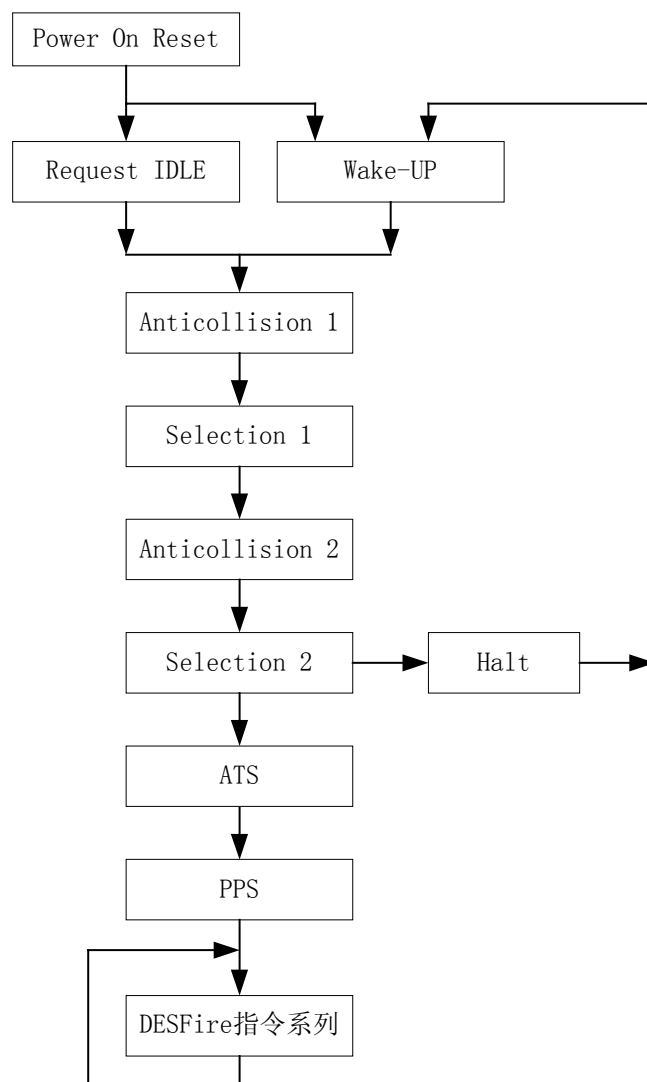 Power On Reset
Request IDLE
Wake-UP
Anticollision 1
Selection 1
Anticollision 2
Selection 2
Halt
ATS
PPS
DESFire指令系列